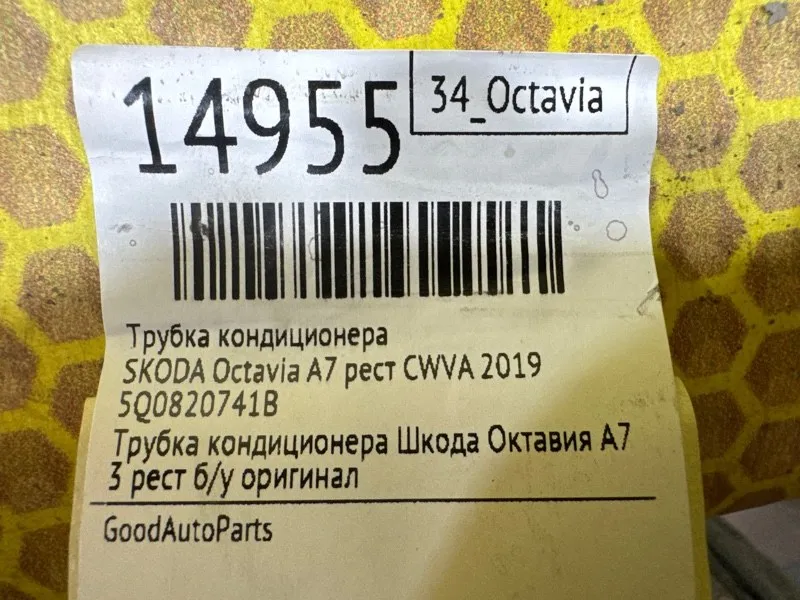 14955
34_Octavia
Трубка кондиционера
SKODA Octavia A7 рест CWVA 2019
5Q0820741B
Трубка кондиционера Шкода Октавия А7
3 рест б/у оригинал
GoodAutoParts